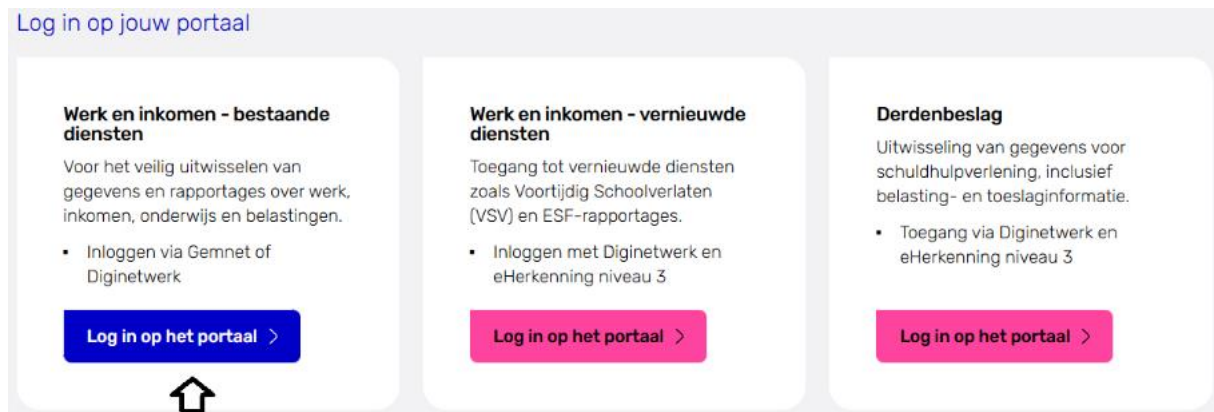 Log in op jouw portaal
Werk en inkomen - bestaande
diensten
Voor het veilig uitwisselen van
gegevens en rapportages over werk,
inkomen, onderwijs en belastingen.
▪ Inloggen via Gemnet of
Diginetwerk
Log in op het portaal >
Werk en inkomen - vernieuwde
diensten
Toegang tot vernieuwde diensten
zoals Voortijdig Schoolverlaten
(VSV) en ESF-rapportages.
▪ Inloggen met Diginetwerk en
eHerkenning niveau 3
Log in op het portaal >
Derdenbeslag
Uitwisseling van gegevens voor
schuldhulpverlening, inclusief
belasting- en toeslaginformatie.
▪ Toegang via Diginetwerk en
eHerkenning niveau 3
Log in op het portaal >